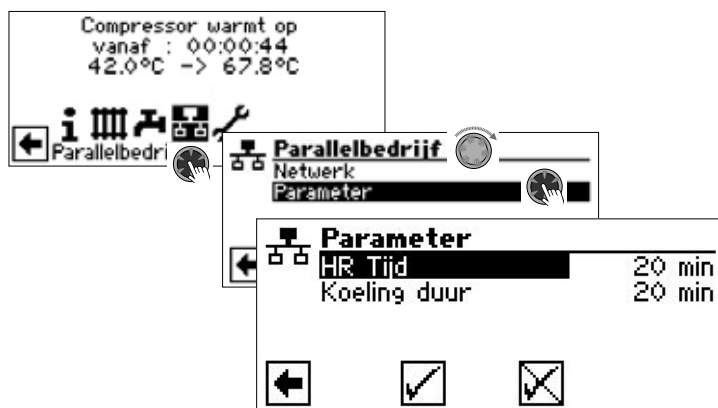 Compressor warmt op
vanaf : 00:00:44
42.0°C -> 67.8°C
Parallelbedri
Parallelbedrijf
Netwerk
Parameter
Parameter
HR Tijd 20 min
Koeling duur 20 min